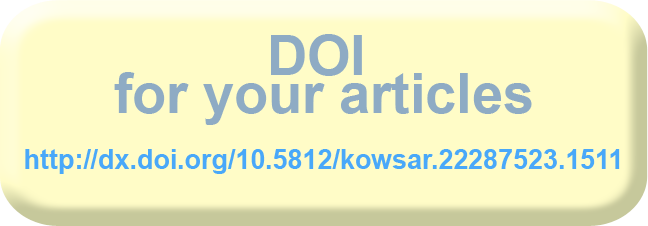 DOI
for your articles
http://dx.doi.org/10.5812/kowsar.22287523.1511